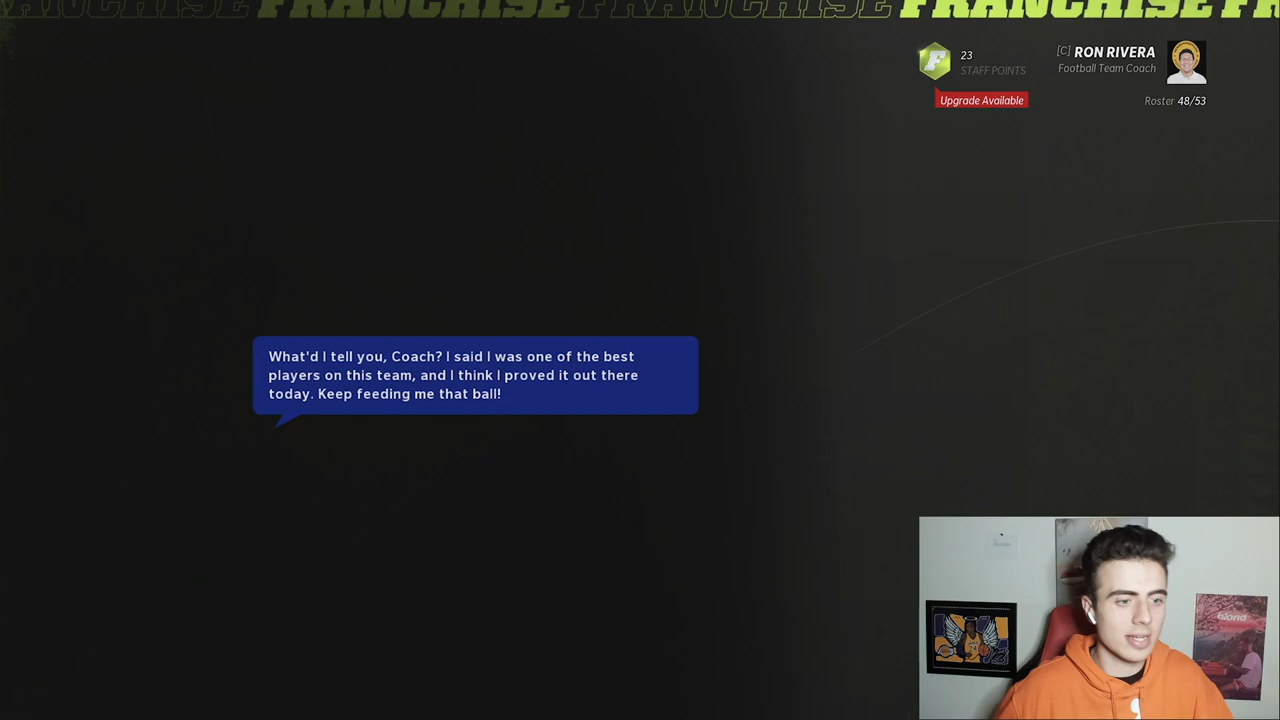 FRANCHISE FRANCHISE FRANCHISE FRANCHISE FR
23
STAFF POINTS
Upgrade Available
[C] RON RIVERA
Football Team Coach
Roster 48/53
What'd I tell you, Coach? I said I was one of the best
players on this team, and I think I proved it out there
today. Keep feeding me that ball!
blond